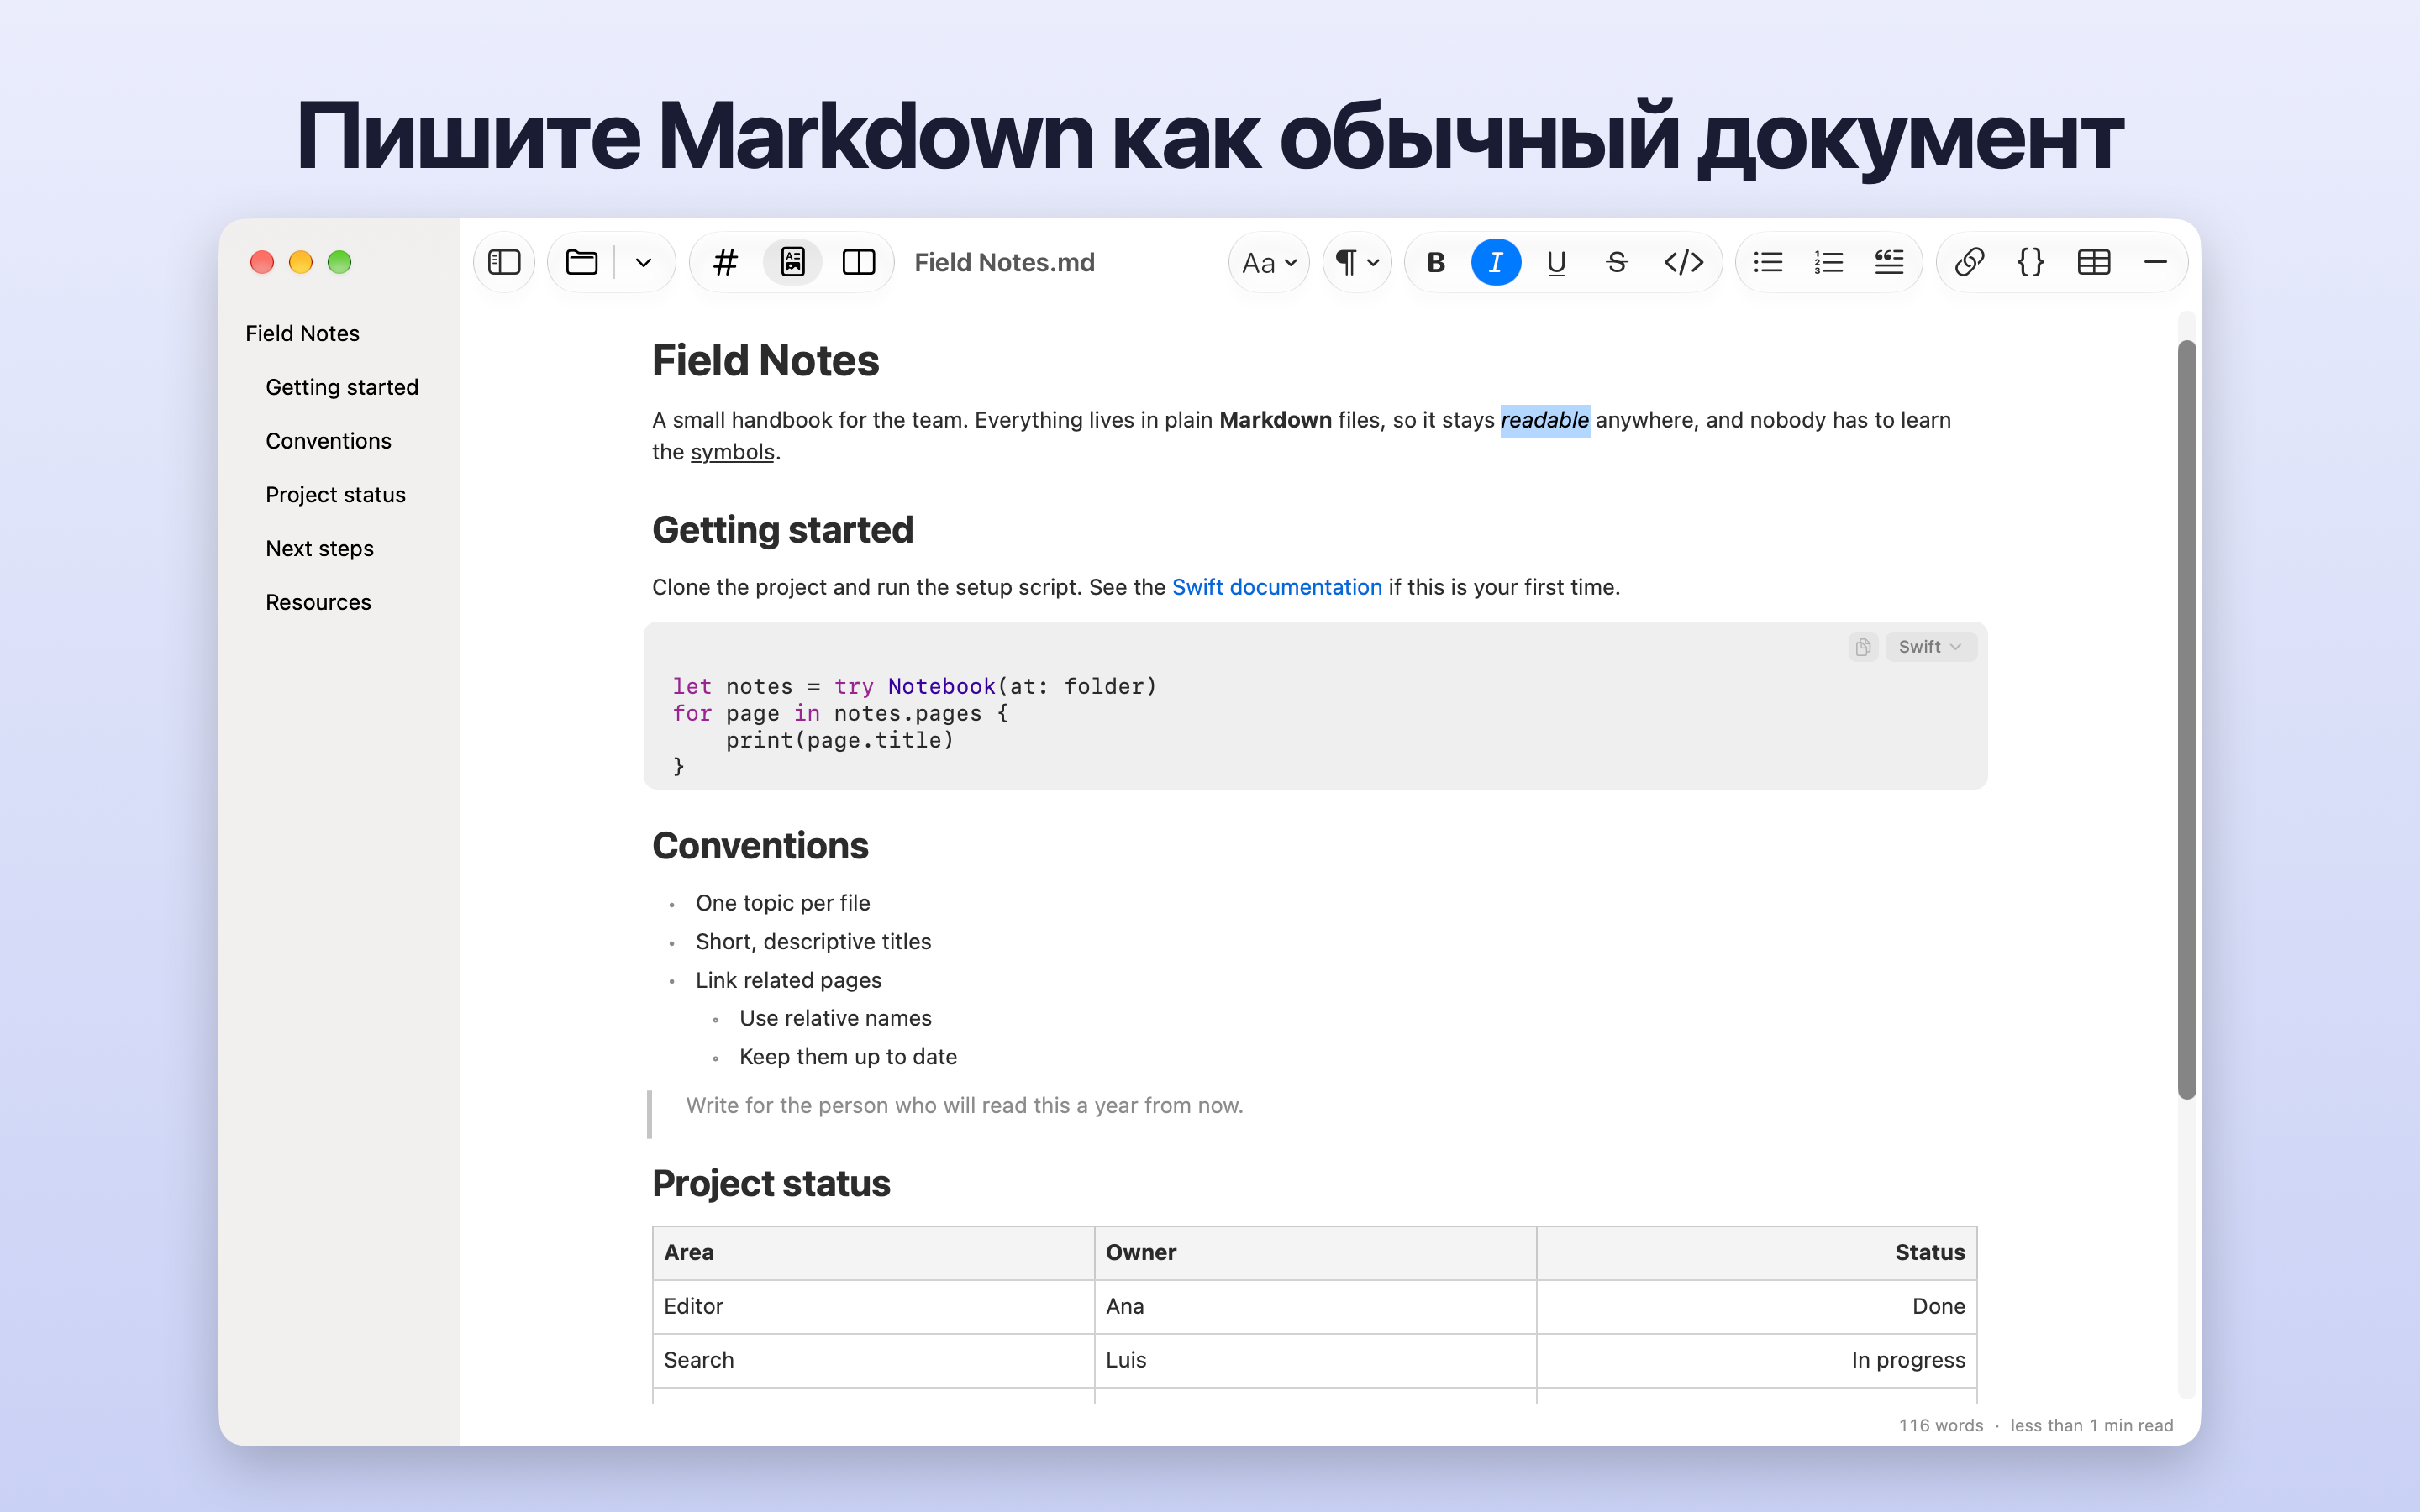 Пишите Markdown как обычный документ
Field Notes.md
Aa
B I U S </>
{}
Field Notes
Getting started
Conventions
Project status
Next steps
Resources
Field Notes
A small handbook for the team. Everything lives in plain Markdown files, so it stays readable anywhere, and nobody has to learn
the symbols.
Getting started
Clone the project and run the setup script. See the Swift documentation if this is your first time.
Swift
let notes = try Notebook(at: folder)
for page in notes.pages {
    print(page.title)
}
Conventions
One topic per file
Short, descriptive titles
Link related pages
Use relative names
Keep them up to date
Write for the person who will read this a year from now.
Project status
Area Owner Status
Editor Ana Done
Search Luis In progress
116 words · less than 1 min read